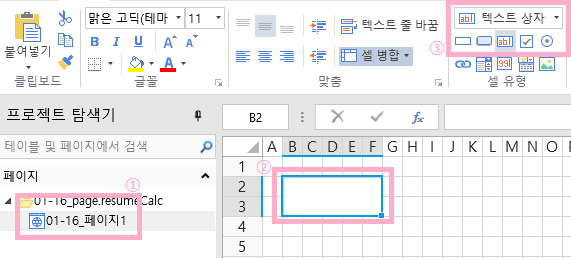 맑은 고딕(테마 11
텍스트 줄 바꿈
③ 텍스트 상자
붙여넣기
가 가 가
셀 병합
ab
클립보드
글꼴
맞춤
셀 유형
프로젝트 탐색기
B2
테이블 및 페이지에서 검색
A B C D E F G H I J K L M N
페이지
1
②
①
2
01-16_page.resumeCalc
3
01-16_페이지1
4
5